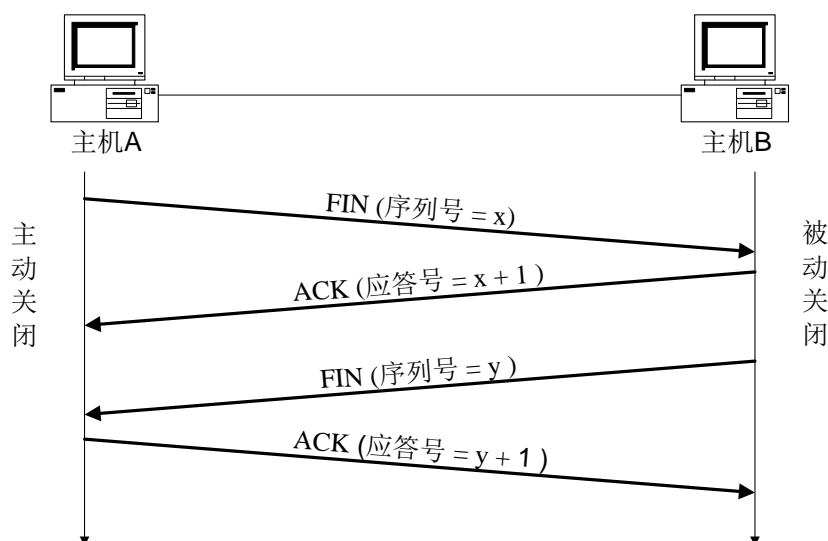 主机A
主机B
FIN (序列号 = x)
主动关闭
被动关闭
ACK (应答号 = x + 1 )
FIN (序列号 = y )
ACK (应答号 = y + 1 )